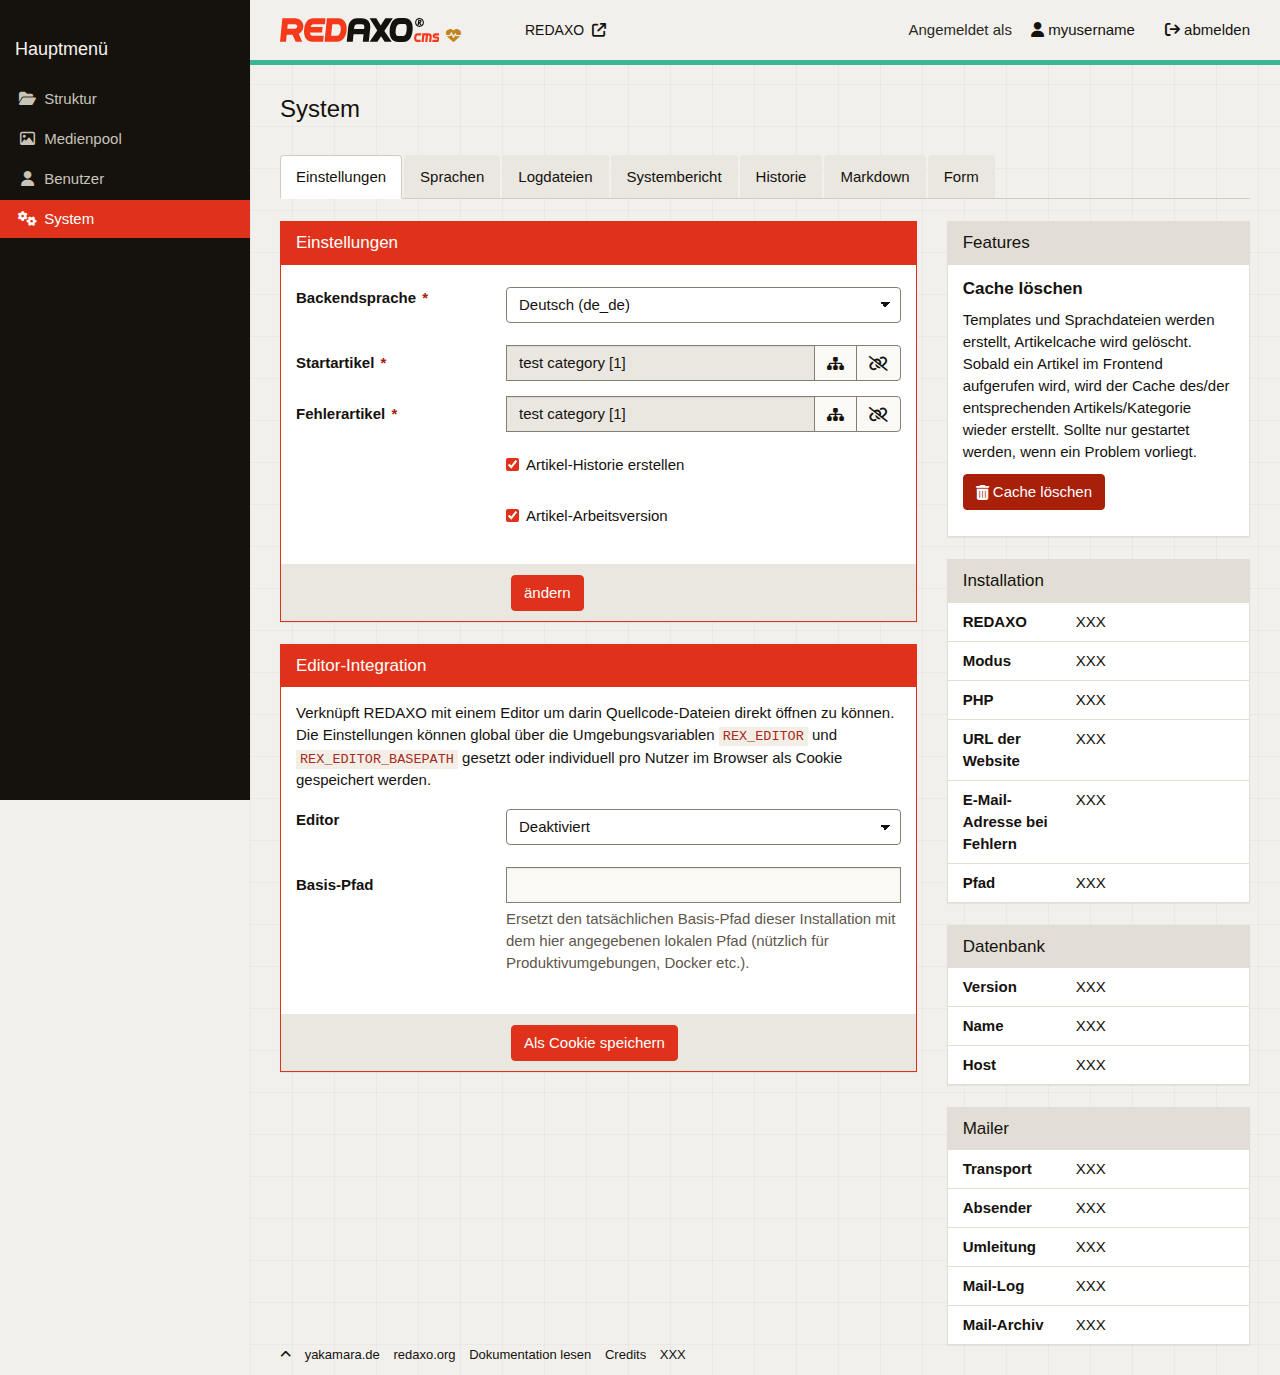 Hauptmenü
Struktur
Medienpool
Benutzer
System
REDAXO® cms
REDAXO
Angemeldet als myusername abmelden
System
Einstellungen Sprachen Logdateien Systembericht Historie Markdown Form
Einstellungen
Backendsprache *
Deutsch (de_de)
Startartikel *
test category [1]
Fehlerartikel *
test category [1]
Artikel-Historie erstellen
Artikel-Arbeitsversion
ändern
Editor-Integration
Verknüpft REDAXO mit einem Editor um darin Quellcode-Dateien direkt öffnen zu können.
Die Einstellungen können global über die Umgebungsvariablen REX_EDITOR und
REX_EDITOR_BASEPATH gesetzt oder individuell pro Nutzer im Browser als Cookie
gespeichert werden.
Editor
Deaktiviert
Basis-Pfad
Ersetzt den tatsächlichen Basis-Pfad dieser Installation mit
dem hier angegebenen lokalen Pfad (nützlich für
Produktivumgebungen, Docker etc.).
Als Cookie speichern
Features
Cache löschen
Templates und Sprachdateien werden
erstellt, Artikelcache wird gelöscht.
Sobald ein Artikel im Frontend
aufgerufen wird, wird der Cache des/der
entsprechenden Artikels/Kategorie
wieder erstellt. Sollte nur gestartet
werden, wenn ein Problem vorliegt.
Cache löschen
Installation
REDAXO XXX
Modus XXX
PHP XXX
URL der XXX
Website
E-Mail- XXX
Adresse bei
Fehlern
Pfad XXX
Datenbank
Version XXX
Name XXX
Host XXX
Mailer
Transport XXX
Absender XXX
Umleitung XXX
Mail-Log XXX
Mail-Archiv XXX
yakamara.de redaxo.org Dokumentation lesen Credits XXX